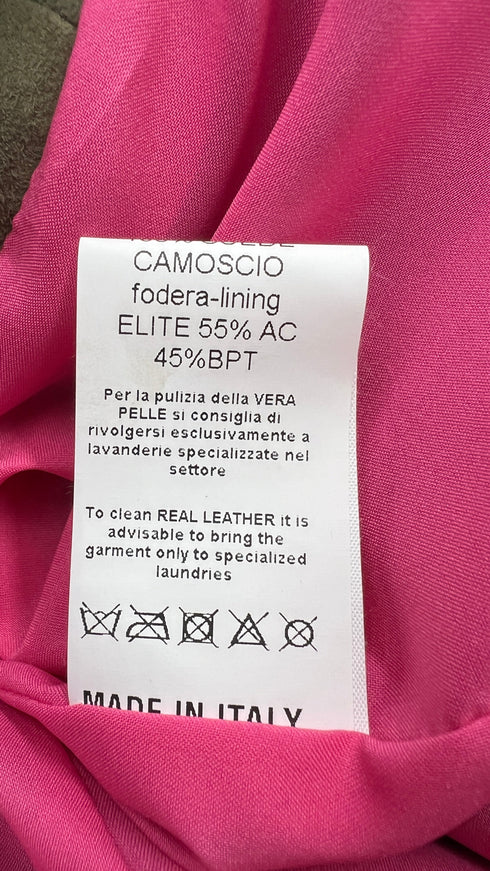 CAMOSCIO
fodera-lining
ELITE 55% AC
45%BPT
Per la pulizia della VERA
PELLE si consiglia di
rivolgersi esclusivamente a
lavanderie specializzate nel
settore
To clean REAL LEATHER it is
advisable to bring the
garment only to specialized
laundries
MADE IN ITALY